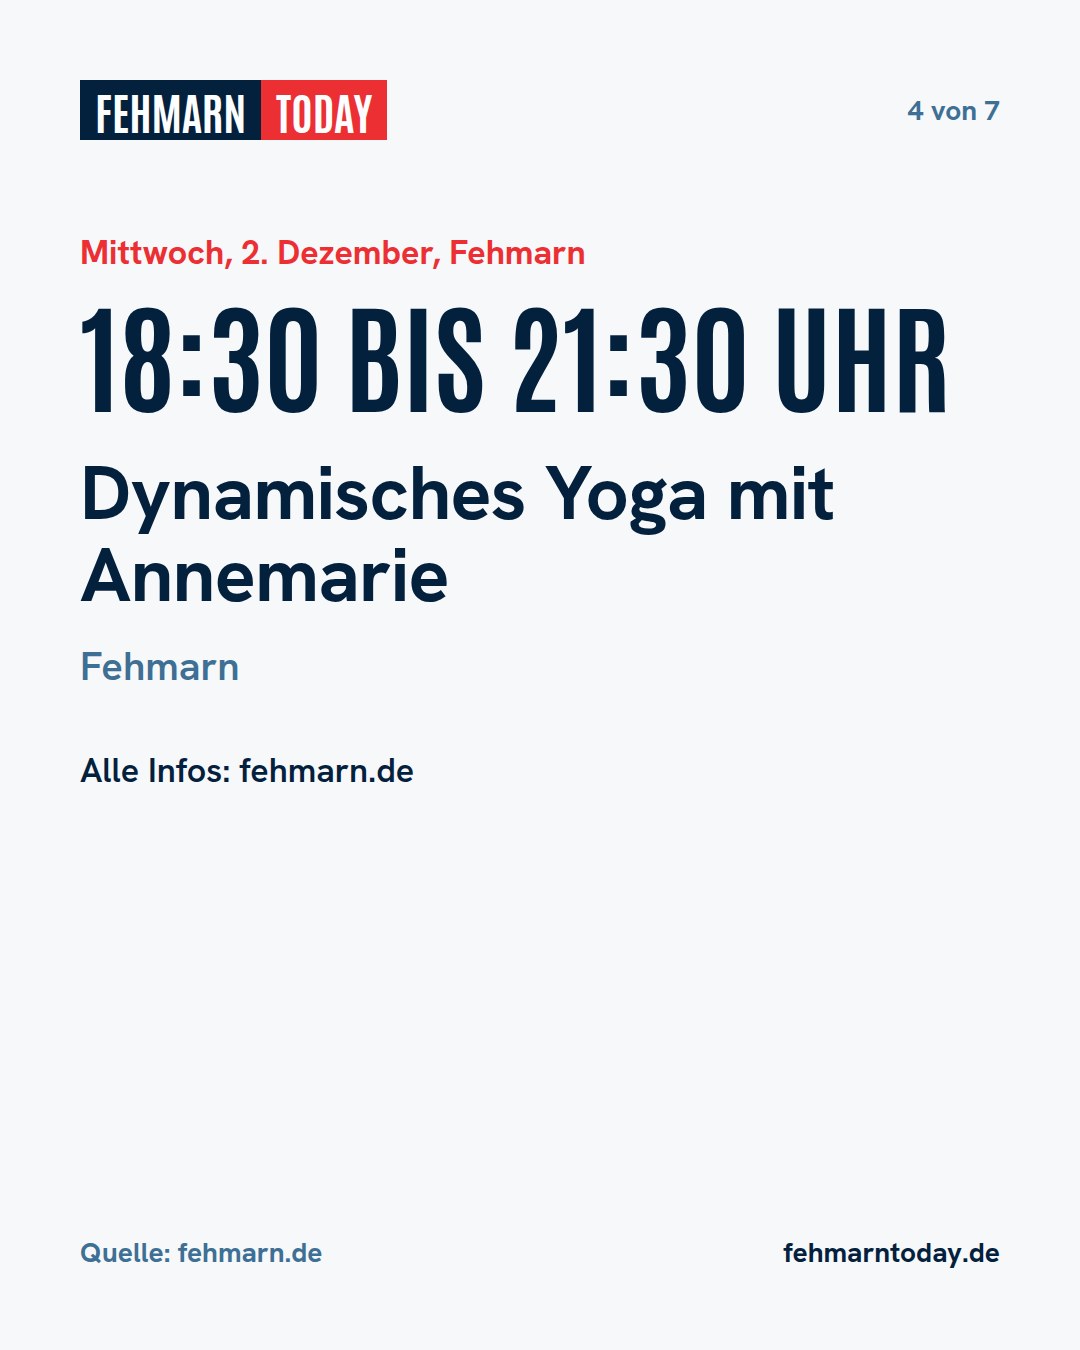 FEHMARN TODAY
4 von 7
Mittwoch, 2. Dezember, Fehmarn
18:30 BIS 21:30 UHR
Dynamisches Yoga mit
Annemarie
Fehmarn
Alle Infos: fehmarn.de
Quelle: fehmarn.de
fehmarntoday.de